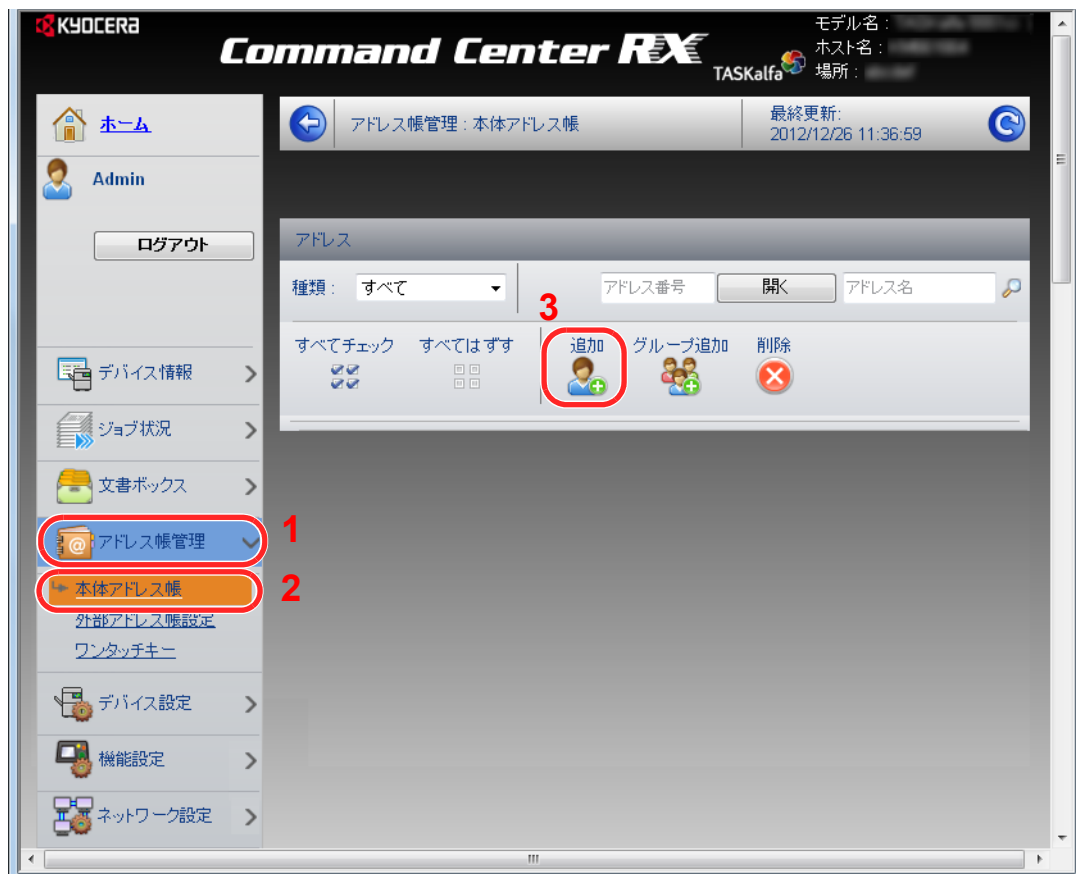 KYOCERA
Command Center RX
TASKalfa
モデル名 :
ホスト名 :
場所 :
ホーム
Admin
ログアウト
デバイス情報
ジョブ状況
文書ボックス
アドレス帳管理
1
本体アドレス帳
2
外部アドレス帳設定
ワンタッチキー
デバイス設定
機能設定
ネットワーク設定
アドレス帳管理 : 本体アドレス帳
最終更新:
2012/12/26 11:36:59
アドレス
種類 : すべて
アドレス番号 開く アドレス名
3
すべてチェック すべてはずす 追加 グループ追加 削除